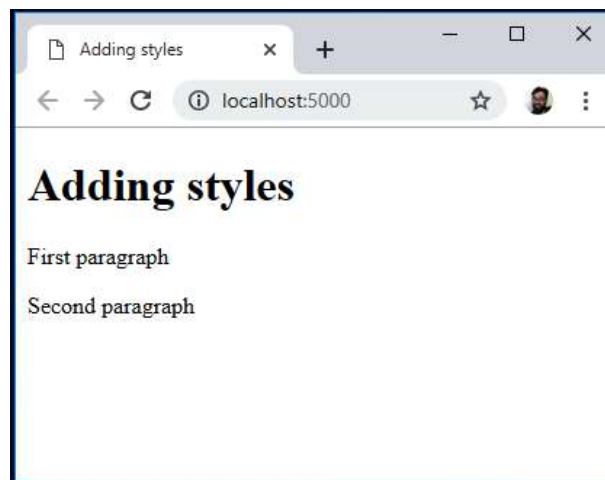 Adding styles
localhost:5000
Adding styles
First paragraph
Second paragraph